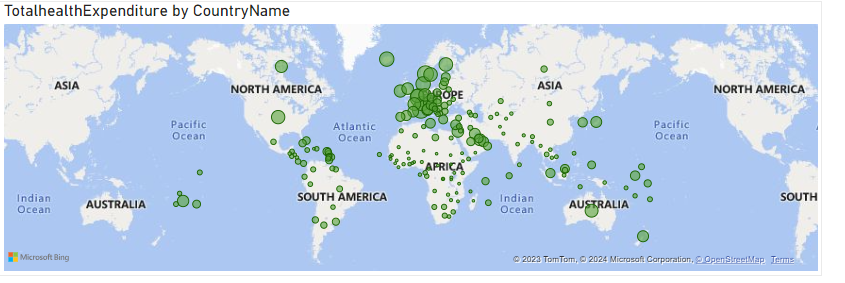 TotalhealthExpenditure by CountryName
ASIA
NORTH AMERICA
EUROPE
ASIA
NORTH AMERICA
Pacific
Ocean
Atlantic
Ocean
Pacific
Ocean
AFRICA
Indian
Ocean
AUSTRALIA
SOUTH AMERICA
Indian
Ocean
AUSTRALIA
SOUTH
Microsoft Bing
© 2023 TomTom, © 2024 Microsoft Corporation, © OpenStreetMap Terms